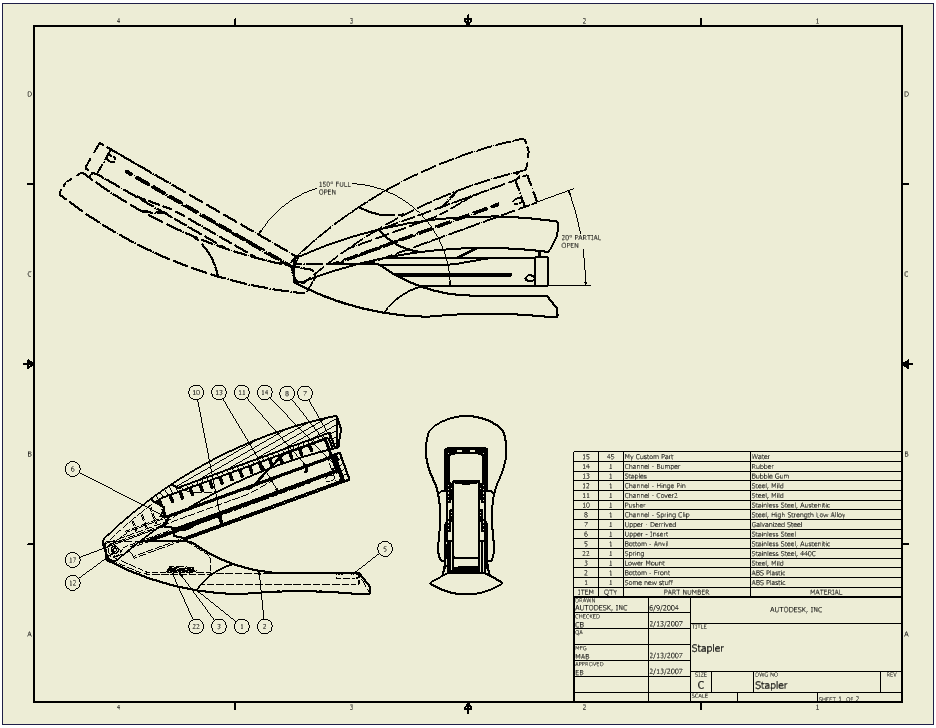 4 3 2 1
D D
150° FULL
OPEN
20° PARTIAL
OPEN
C C
10 13 11 14 8 7
6
B B
17
12
5
22 3 1 2
15 45 My Custom Part Water
14 1 Channel - Bumper Rubber
13 1 Staples Bubble Gum
12 1 Channel - Hinge Pin Steel, Mild
11 1 Channel - Cover2 Steel, Mild
10 1 Pusher Stainless Steel, Austenitic
8 1 Channel - Spring Clip Steel, High Strength Low Alloy
7 1 Upper - Derrived Galvanized Steel
6 1 Upper - Insert Stainless Steel
5 1 Bottom - Anvil Stainless Steel, Austenitic
22 1 Spring Stainless Steel, 440C
3 1 Lower Mount Steel, Mild
2 1 Bottom - Front ABS Plastic
1 1 Some new stuff ABS Plastic
ITEM QTY PART NUMBER MATERIAL
DRAWN
AUTODESK, INC 6/9/2004 AUTODESK, INC
CHECKED
CB 2/13/2007
QA
TITLE
A A
MFG
MAB 2/13/2007
Stapler
APPROVED
EB 2/13/2007
SIZE DWG NO REV
C Stapler
SCALE SHEET 1 OF 2
4 3 2 1